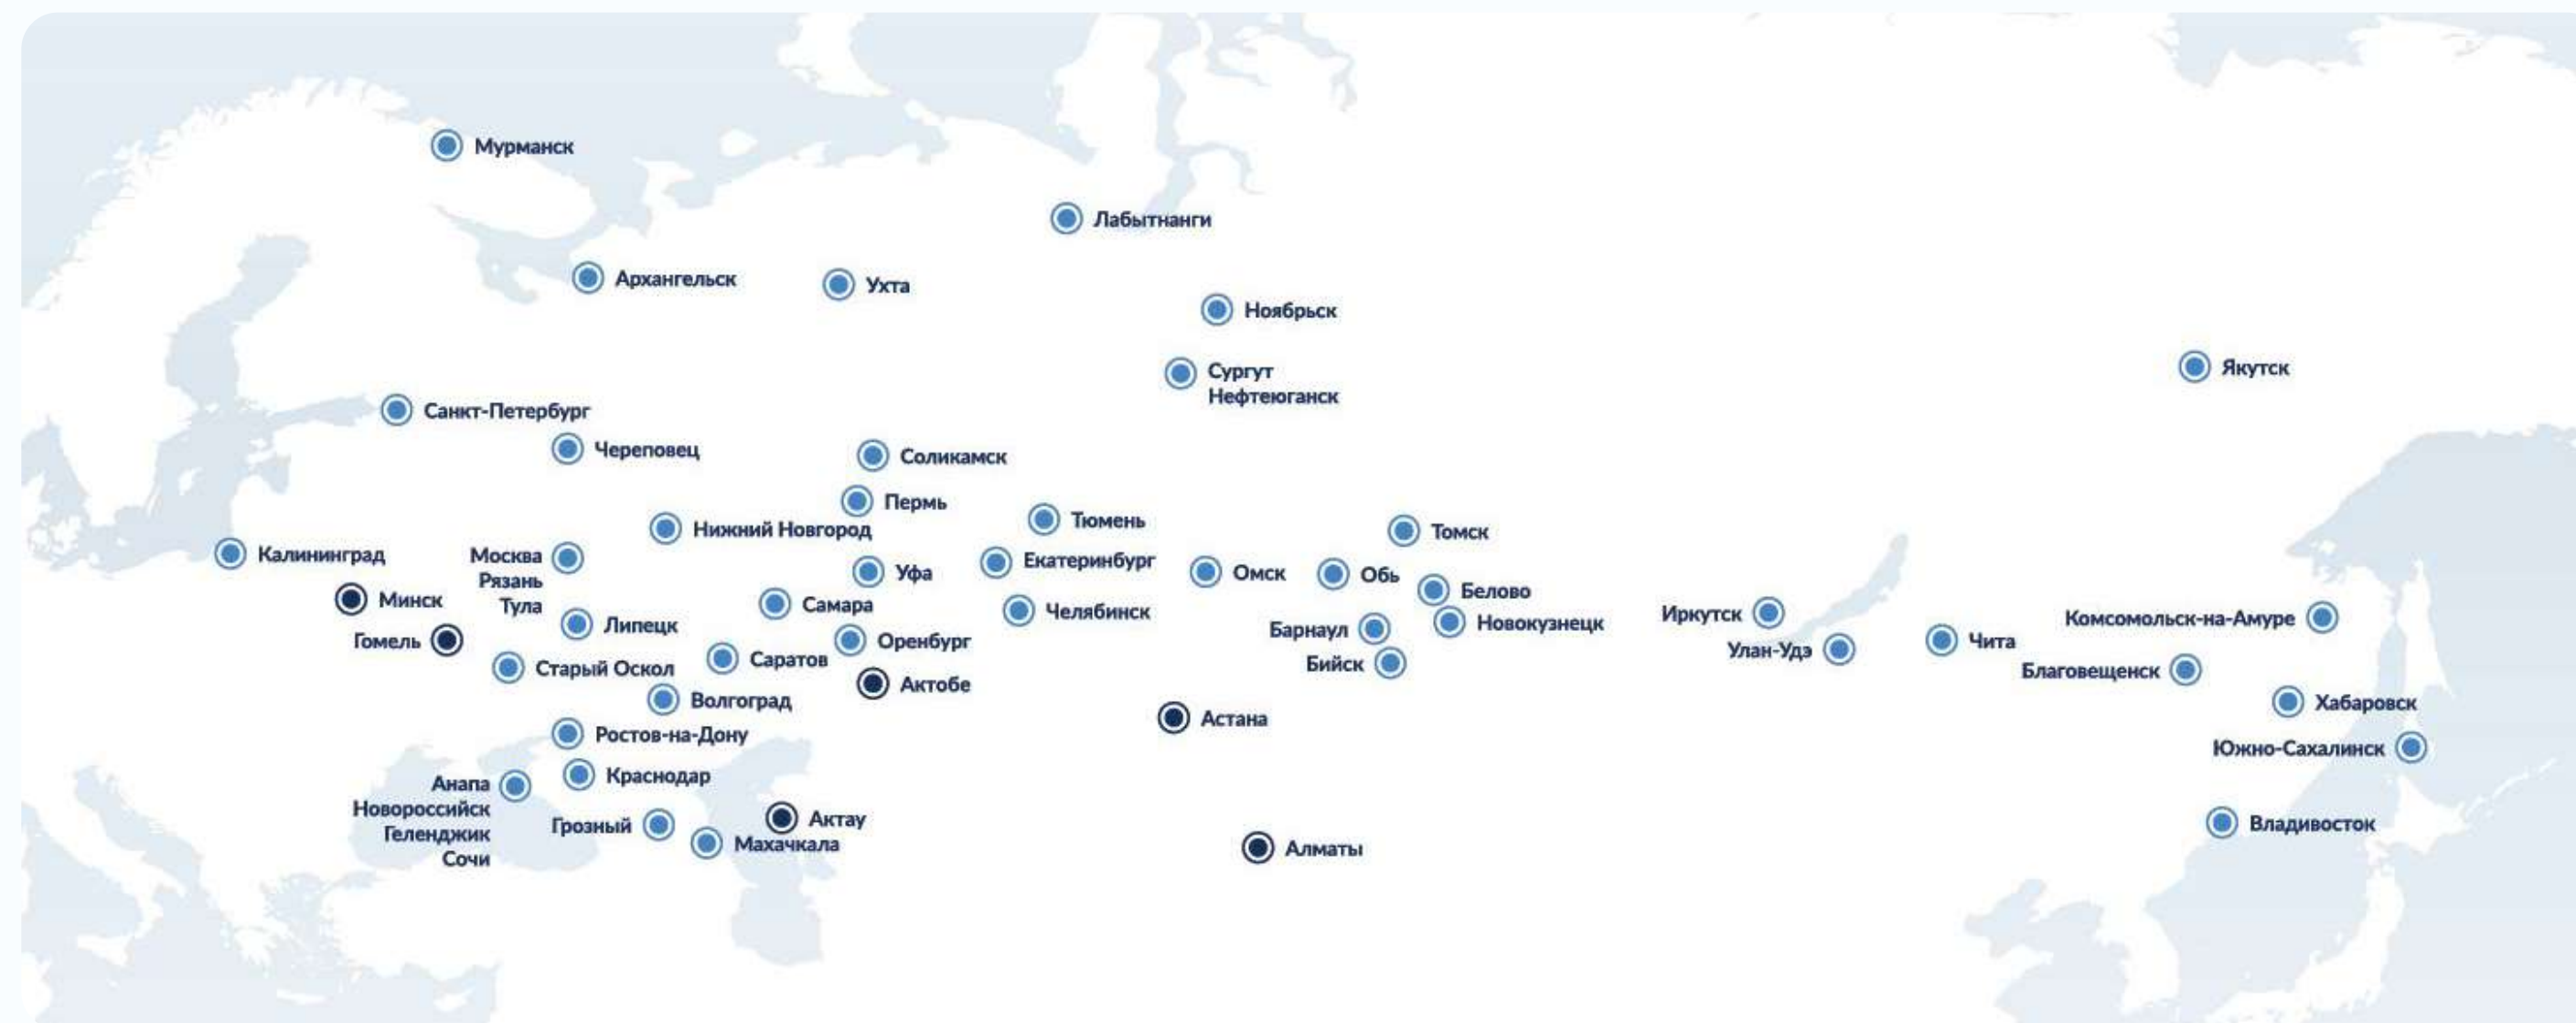 Мурманск
Лабытнанги
Архангельск
Ухта
Ноябрьск
Сургут
Нефтеюганск
Якутск
Санкт-Петербург
Череповец
Соликамск
Пермь
Тюмень
Нижний Новгород
Томск
Калининград
Москва
Рязань
Тула
Екатеринбург
Уфа
Омск
Обь
Белово
Минск
Самара
Челябинск
Липецк
Новокузнецк
Барнаул
Иркутск
Комсомольск-на-Амуре
Гомель
Оренбург
Чита
Улан-Удэ
Старый Оскол
Саратов
Бийск
Благовещенск
Актобе
Волгоград
Хабаровск
Астана
Ростов-на-Дону
Южно-Сахалинск
Краснодар
Анапа
Новороссийск
Геленджик
Сочи
Грозный
Актау
Владивосток
Махачкала
Алматы